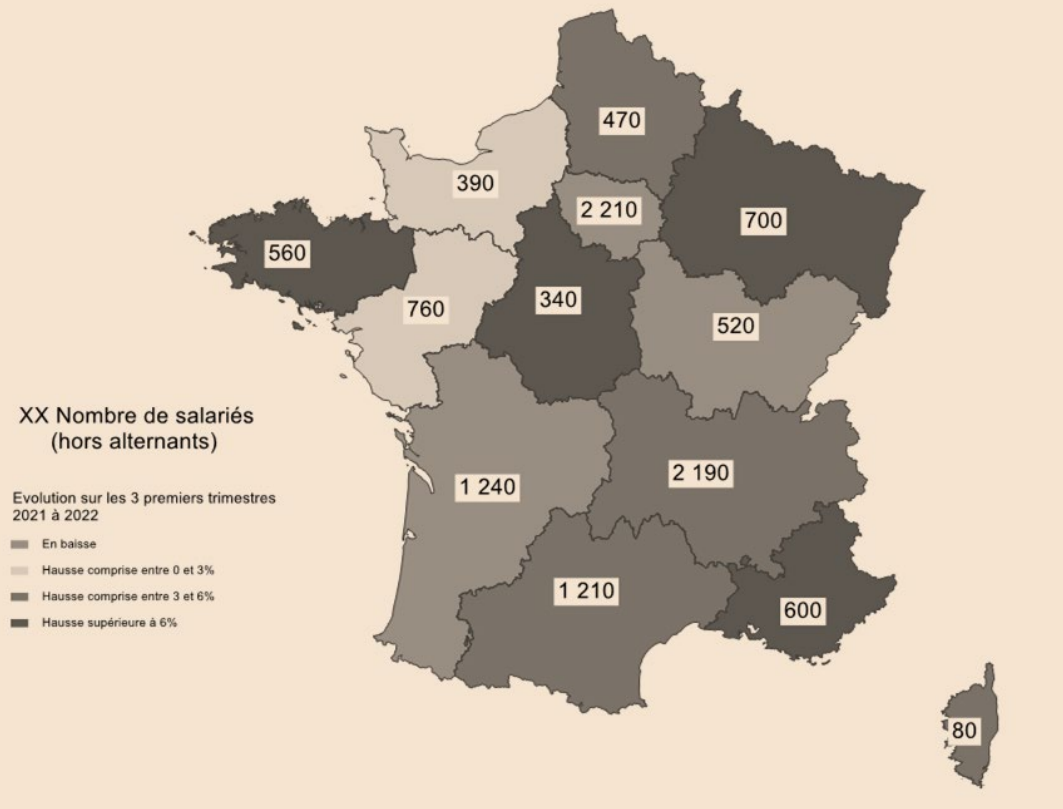 470
390
2 210
700
560
340
760
520
XX Nombre de salariés
(hors alternants)
1 240
2 190
Evolution sur les 3 premiers trimestres
2021 à 2022
En baisse
Hausse comprise entre 0 et 3%
Hausse comprise entre 3 et 6%
Hausse supérieure à 6%
1 210
600
80